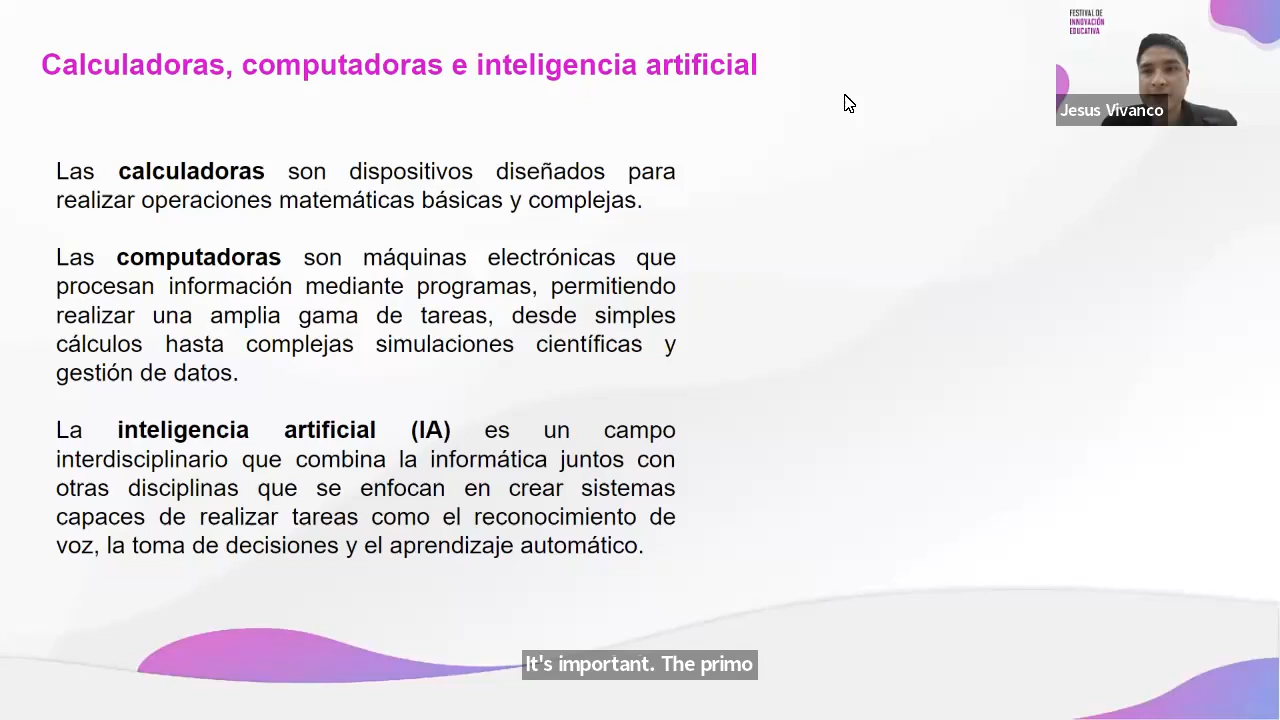 Calculadoras, computadoras e inteligencia artificial
FESTIVAL DE
INNOVACIÓN
EDUCATIVA
Jesus Vivanco
Las calculadoras son dispositivos diseñados para
realizar operaciones matemáticas básicas y complejas.
Las computadoras son máquinas electrónicas que
procesan información mediante programas, permitiendo
realizar una amplia gama de tareas, desde simples
cálculos hasta complejas simulaciones científicas y
gestión de datos.
La inteligencia artificial (IA) es un campo
interdisciplinario que combina la informática juntos con
otras disciplinas que se enfocan en crear sistemas
capaces de realizar tareas como el reconocimiento de
voz, la toma de decisiones y el aprendizaje automático.
It's important. The primo